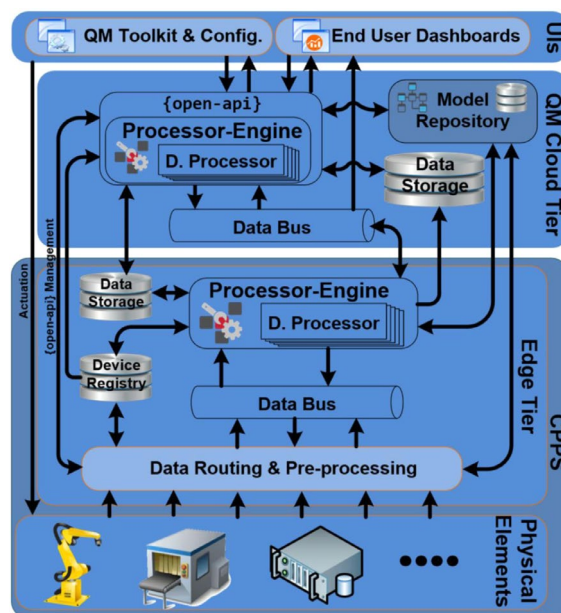 QM Toolkit & Config.
End User Dashboards
UIs
{open-api}
Processor-Engine
D. Processor
Model
Repository
QM Cloud Tier
Data
Storage
Data Bus
Actuation
{open-api} Management
Data
Storage
Processor-Engine
D. Processor
Device
Registry
Data Bus
Edge Tier
CPPS
Data Routing & Pre-processing
Physical
Elements